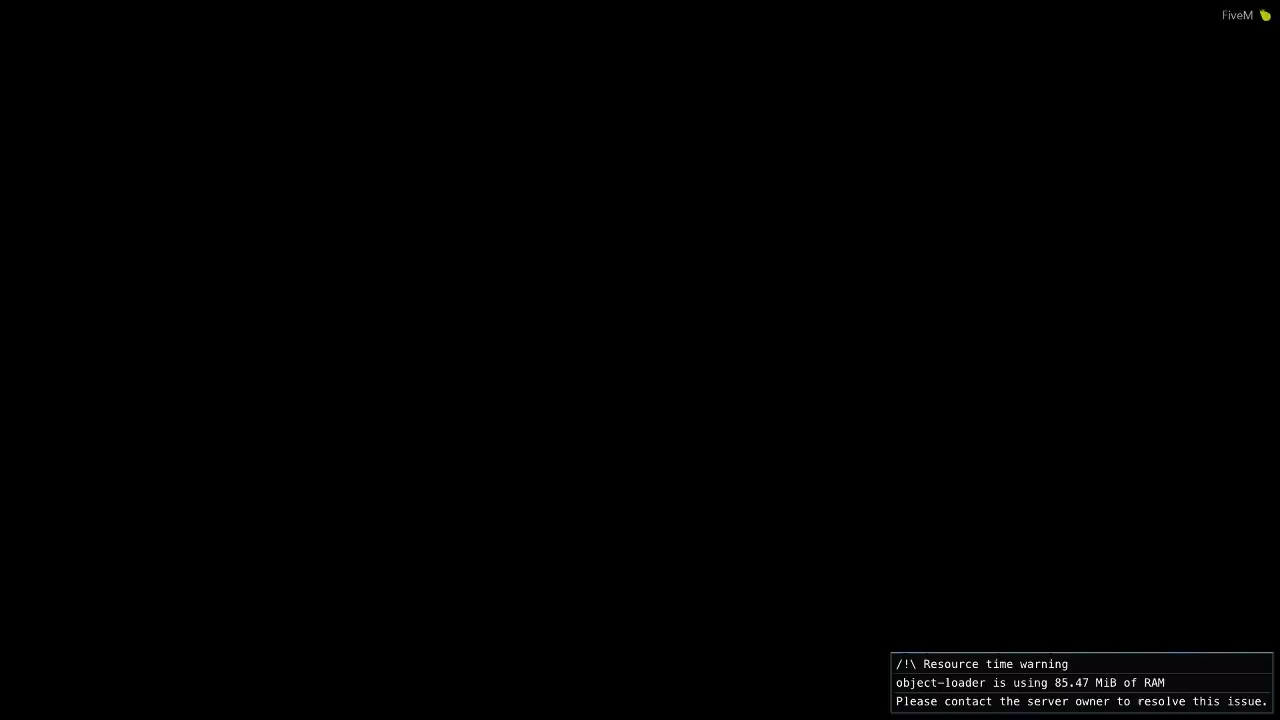 FiveM
/!\ Resource time warning
object-loader is using 85.47 MiB of RAM
Please contact the server owner to resolve this issue.